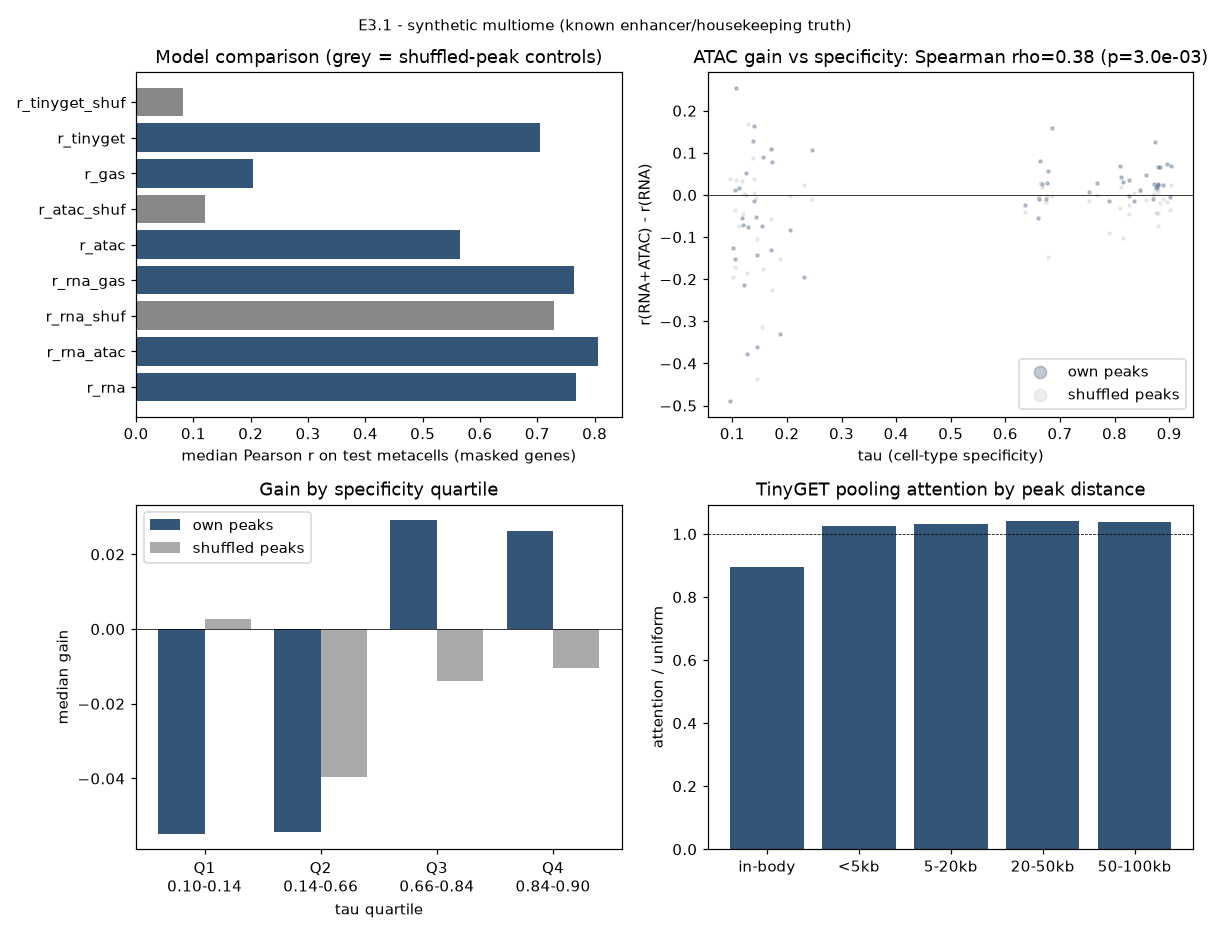 E3.1 - synthetic multiome (known enhancer/housekeeping truth)
Model comparison (grey = shuffled-peak controls)
r_tinyget_shuf
r_tinyget
r_gas
r_atac_shuf
r_atac
r_rna_gas
r_rna_shuf
r_rna_atac
r_rna
0.0 0.1 0.2 0.3 0.4 0.5 0.6 0.7 0.8
median Pearson r on test metacells (masked genes)
ATAC gain vs specificity: Spearman rho=0.38 (p=3.0e-03)
r(RNA+ATAC) - r(RNA)
0.2
0.1
0.0
−0.1
−0.2
−0.3
−0.4
−0.5
own peaks
shuffled peaks
0.1 0.2 0.3 0.4 0.5 0.6 0.7 0.8 0.9
tau (cell-type specificity)
Gain by specificity quartile
own peaks
shuffled peaks
median gain
0.02
0.00
−0.02
−0.04
Q1 Q2 Q3 Q4
0.10-0.14 0.14-0.66 0.66-0.84 0.84-0.90
tau quartile
TinyGET pooling attention by peak distance
attention / uniform
1.0
0.8
0.6
0.4
0.2
0.0
in-body <5kb 5-20kb 20-50kb 50-100kb